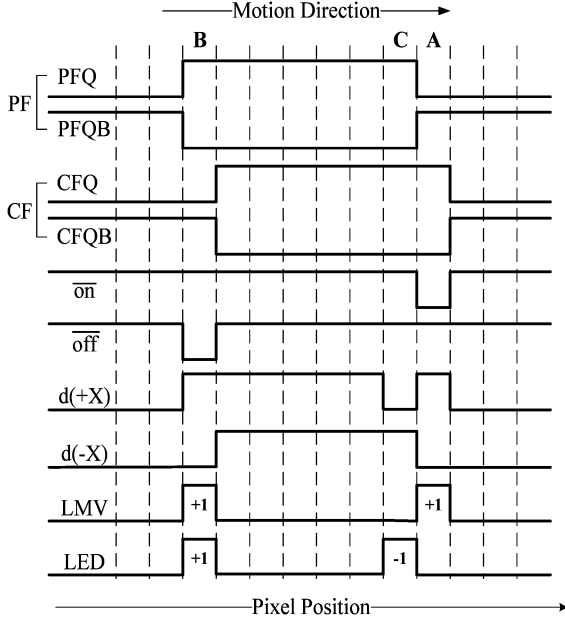 Motion Direction
B C A
PF
PFQ
PFQB
CF
CFQ
CFQB
on
off
d(+X)
d(-X)
LMV +1 +1
LED +1 -1
Pixel Position